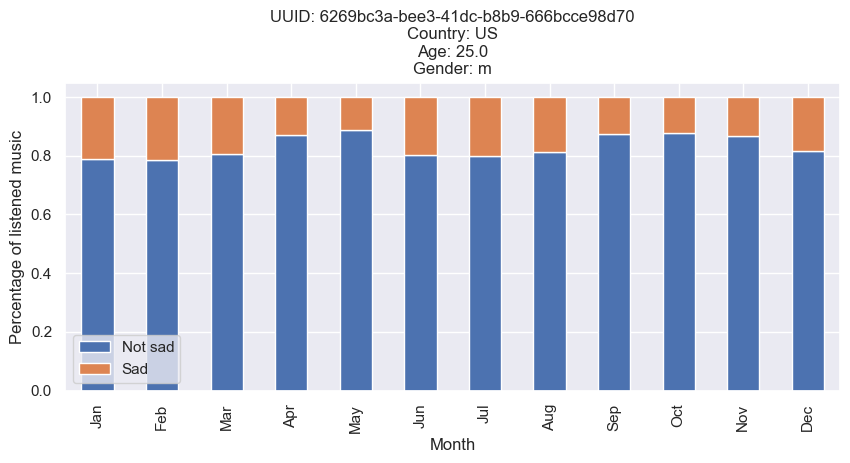 UUID: 6269bc3a-bee3-41dc-b8b9-666bcce98d70
Country: US
Age: 25.0
Gender: m
Percentage of listened music
1.0
0.8
0.6
0.4
0.2
0.0
Not sad
Sad
Jan
Feb
Mar
Apr
May
Jun
Jul
Aug
Sep
Oct
Nov
Dec
Month